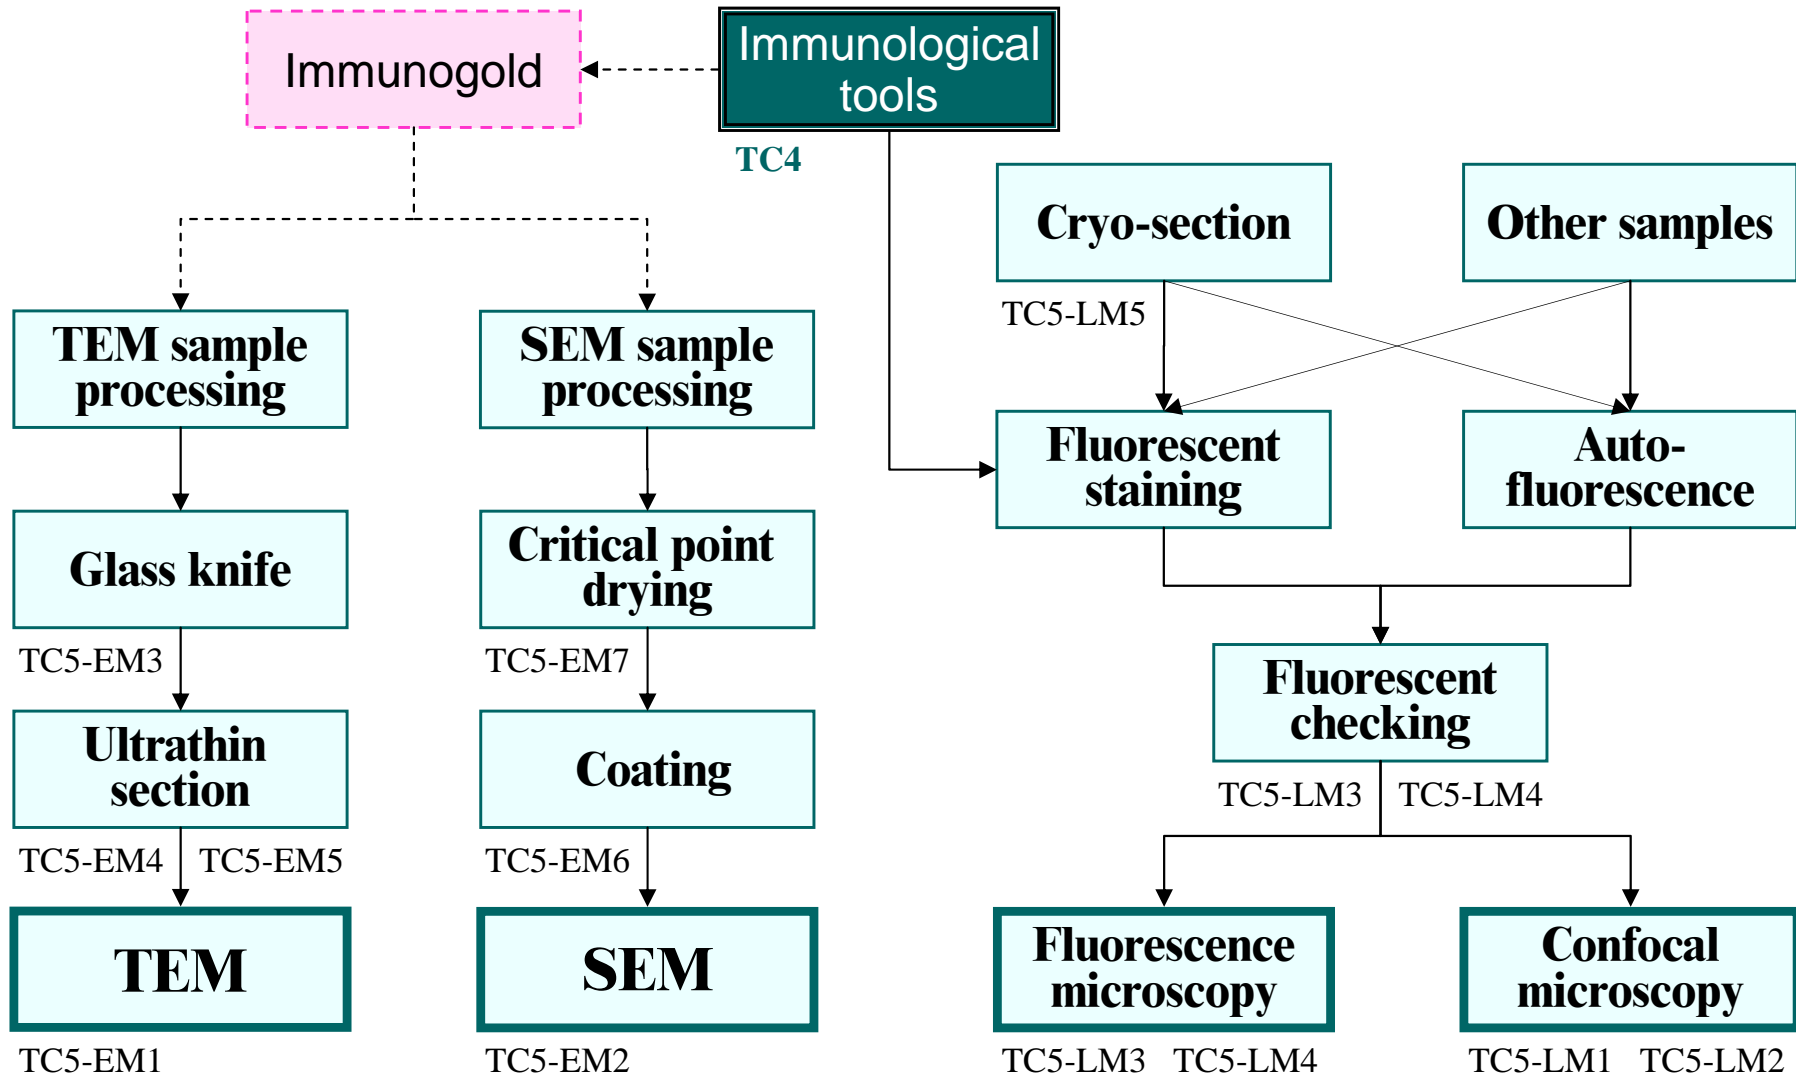 Immunogold
Immunological
tools
TC4
Cryo-section
Other samples
TC5-LM5
TEM sample
processing
SEM sample
processing
Fluorescent
staining
Auto-
fluorescence
Glass knife
Critical point
drying
TC5-EM3
TC5-EM7
Fluorescent
checking
Ultrathin
section
Coating
TC5-LM3 TC5-LM4
TC5-EM4 TC5-EM5
TC5-EM6
TEM
SEM
Fluorescence
microscopy
Confocal
microscopy
TC5-EM1
TC5-EM2
TC5-LM3 TC5-LM4
TC5-LM1 TC5-LM2